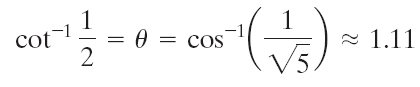 cot⁻¹ 1/2 = θ = cos⁻¹(1/√5) ≈ 1.11